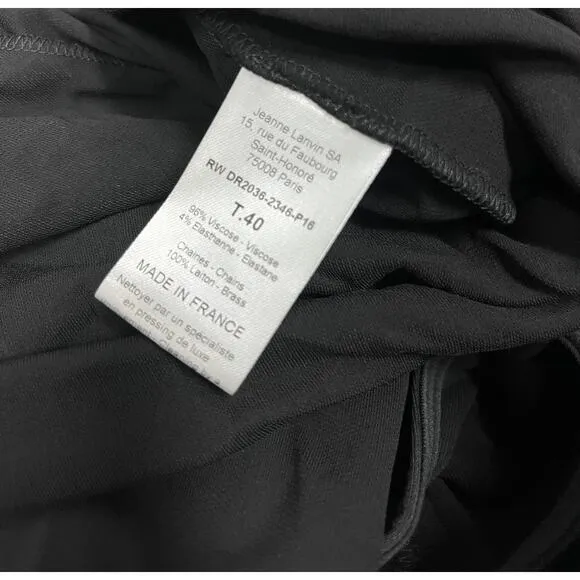 Jeanne Lanvin SA
15, rue du Faubourg
Saint-Honoré
75008 Paris
RW DR2036-2346-P16
T.40
96% Viscose - Viscose
4% Elasthanne - Elastane
Chaines - Chains
100% Laiton - Brass
MADE IN FRANCE
Nettoyer par un spécialiste
en pressing de luxe